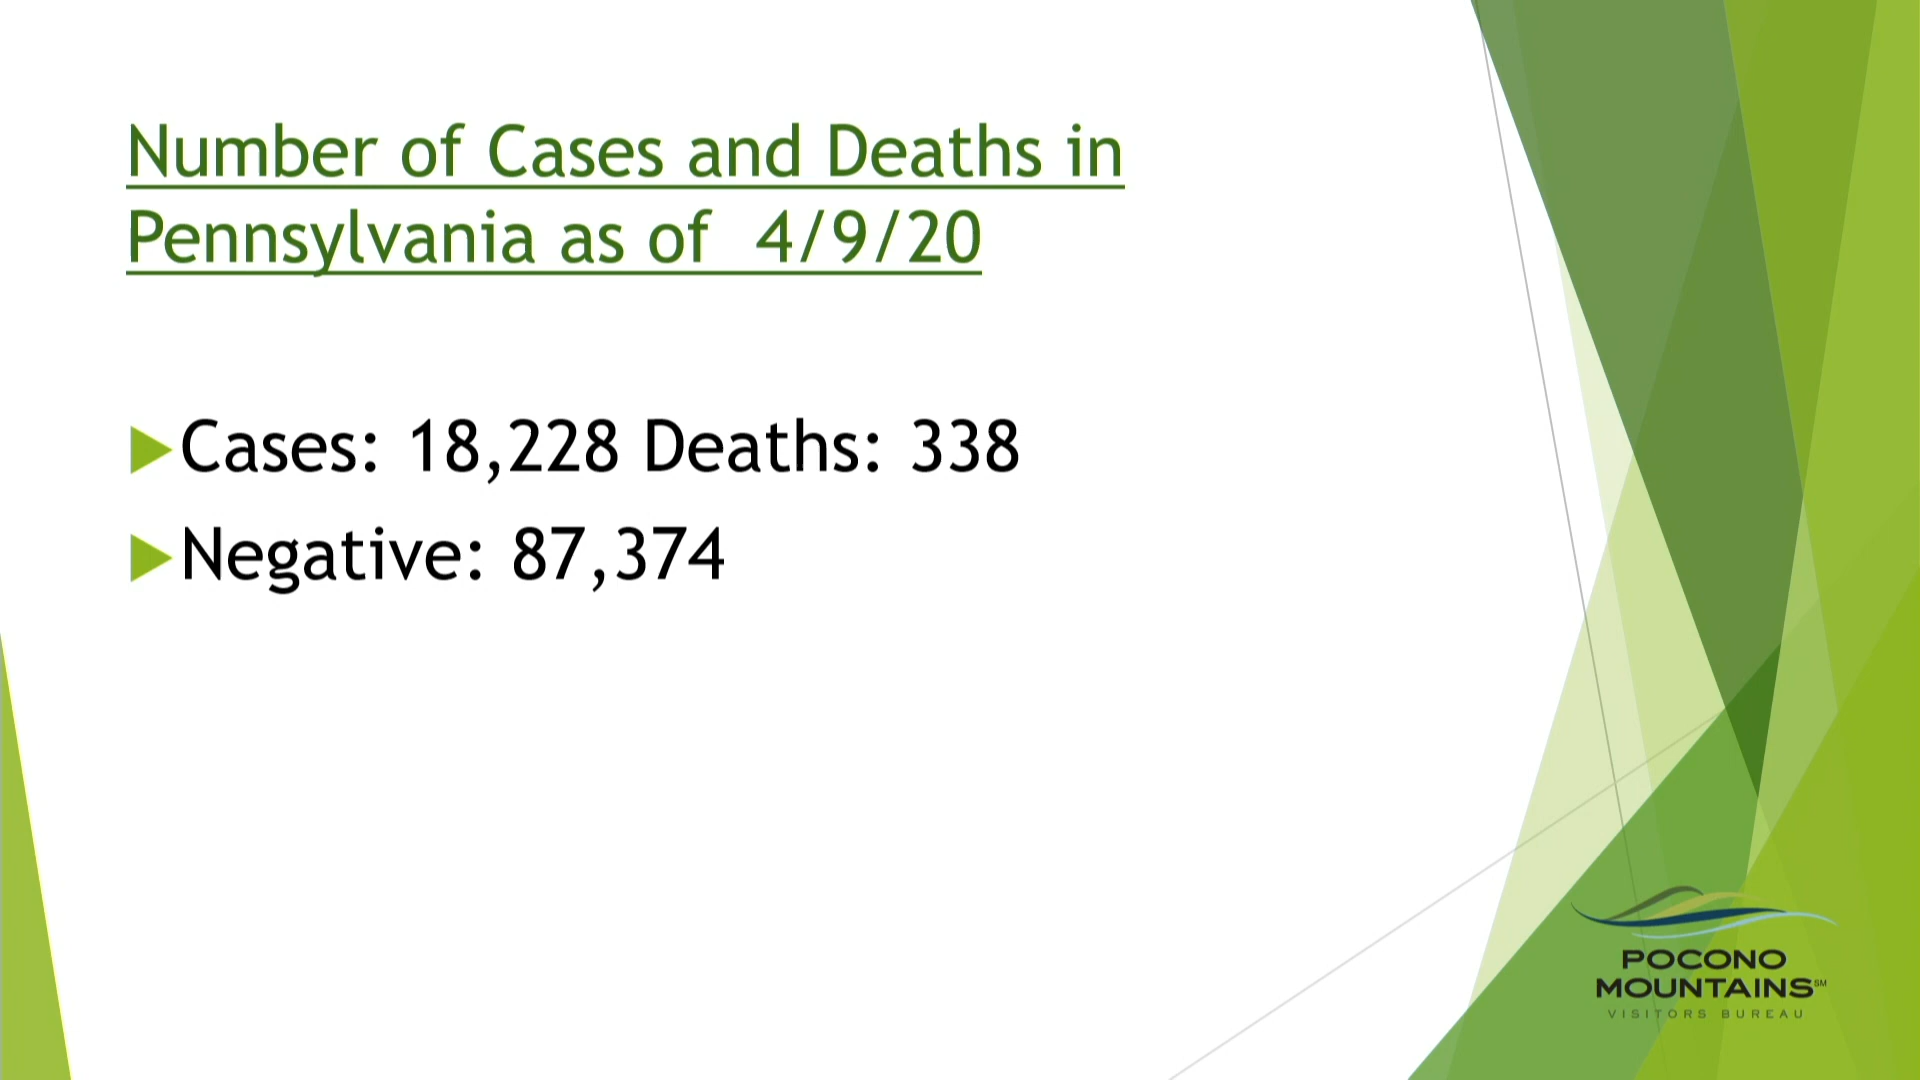 Number of Cases and Deaths in
Pennsylvania as of  4/9/20
Cases: 18,228 Deaths: 338
Negative: 87,374
POCONO
MOUNTAINS℠
VISITORS BUREAU